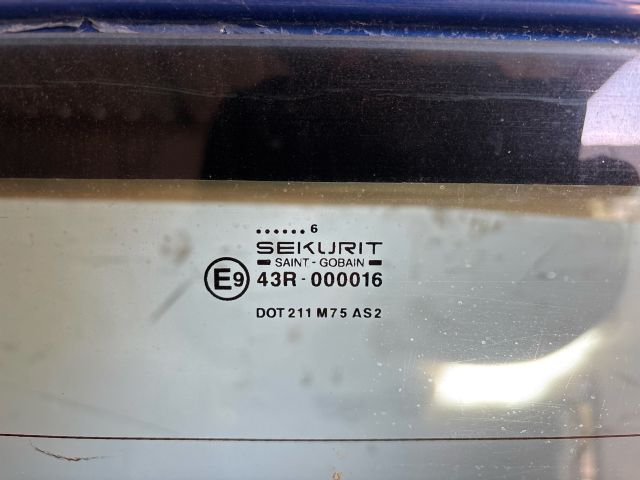 ...... 6
SEKURIT
SAINT-GOBAIN
E9 43R-000016
DOT 211 M75 AS2